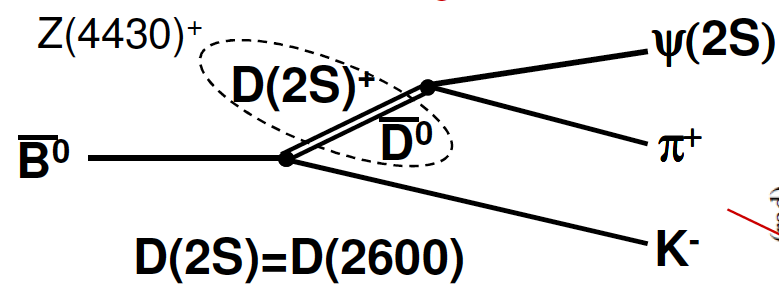 Z(4430)⁺
ψ(2S)
D(2S)⁺
D̅⁰
π⁺
B̅⁰
K⁻
D(2S)=D(2600)